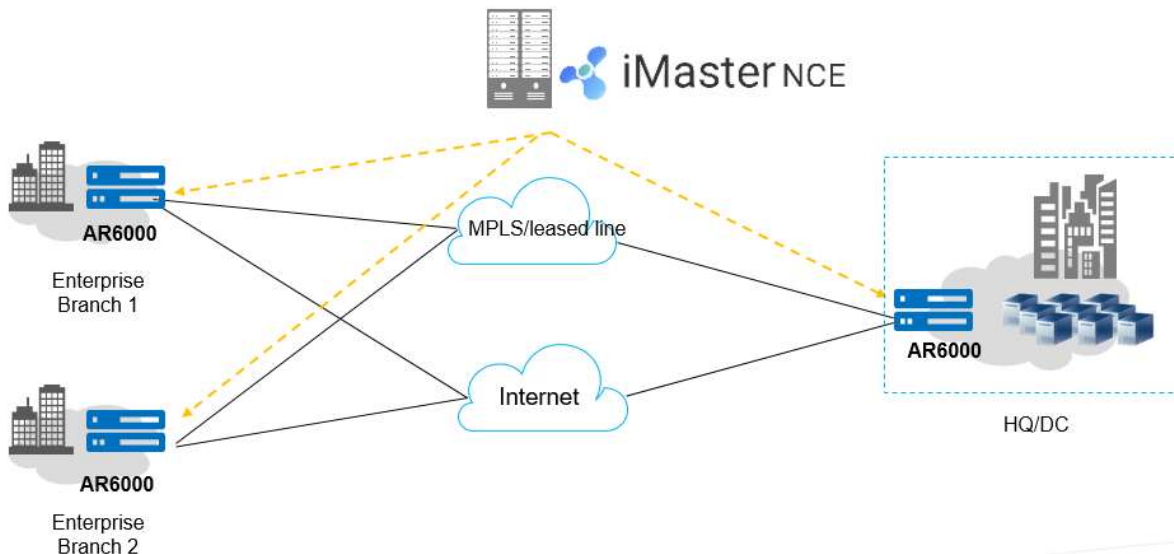 iMaster NCE
AR6000
Enterprise
Branch 1
MPLS/leased line
AR6000
HQ/DC
Internet
AR6000
Enterprise
Branch 2